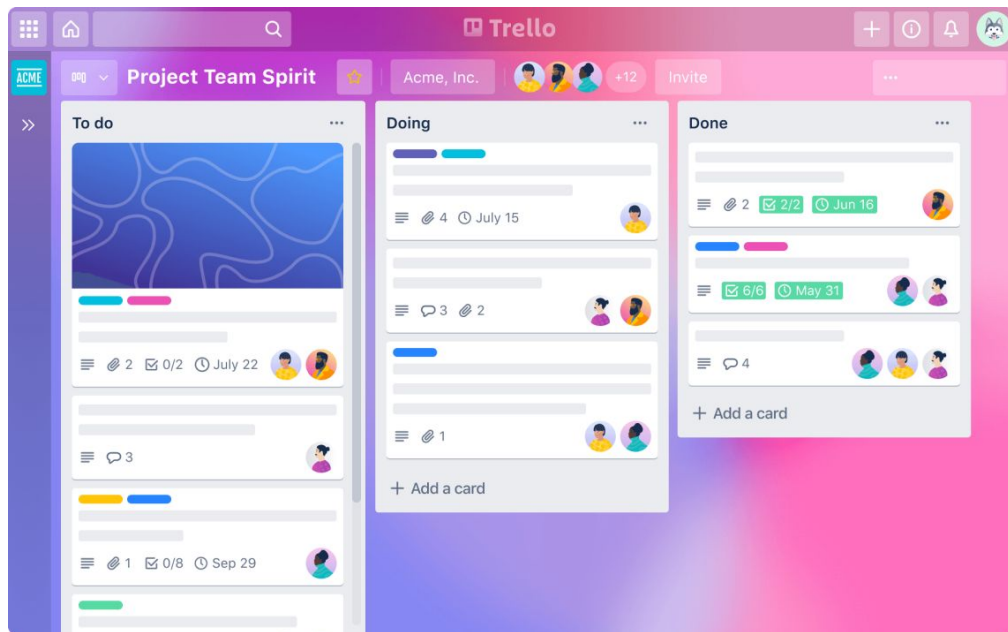 Trello
ACME
Project Team Spirit
Acme, Inc.
+12
Invite
To do
2
0/2
July 22
3
1
0/8
Sep 29
Doing
4
July 15
3
2
1
+ Add a card
Done
2
2/2
Jun 16
6/6
May 31
4
+ Add a card